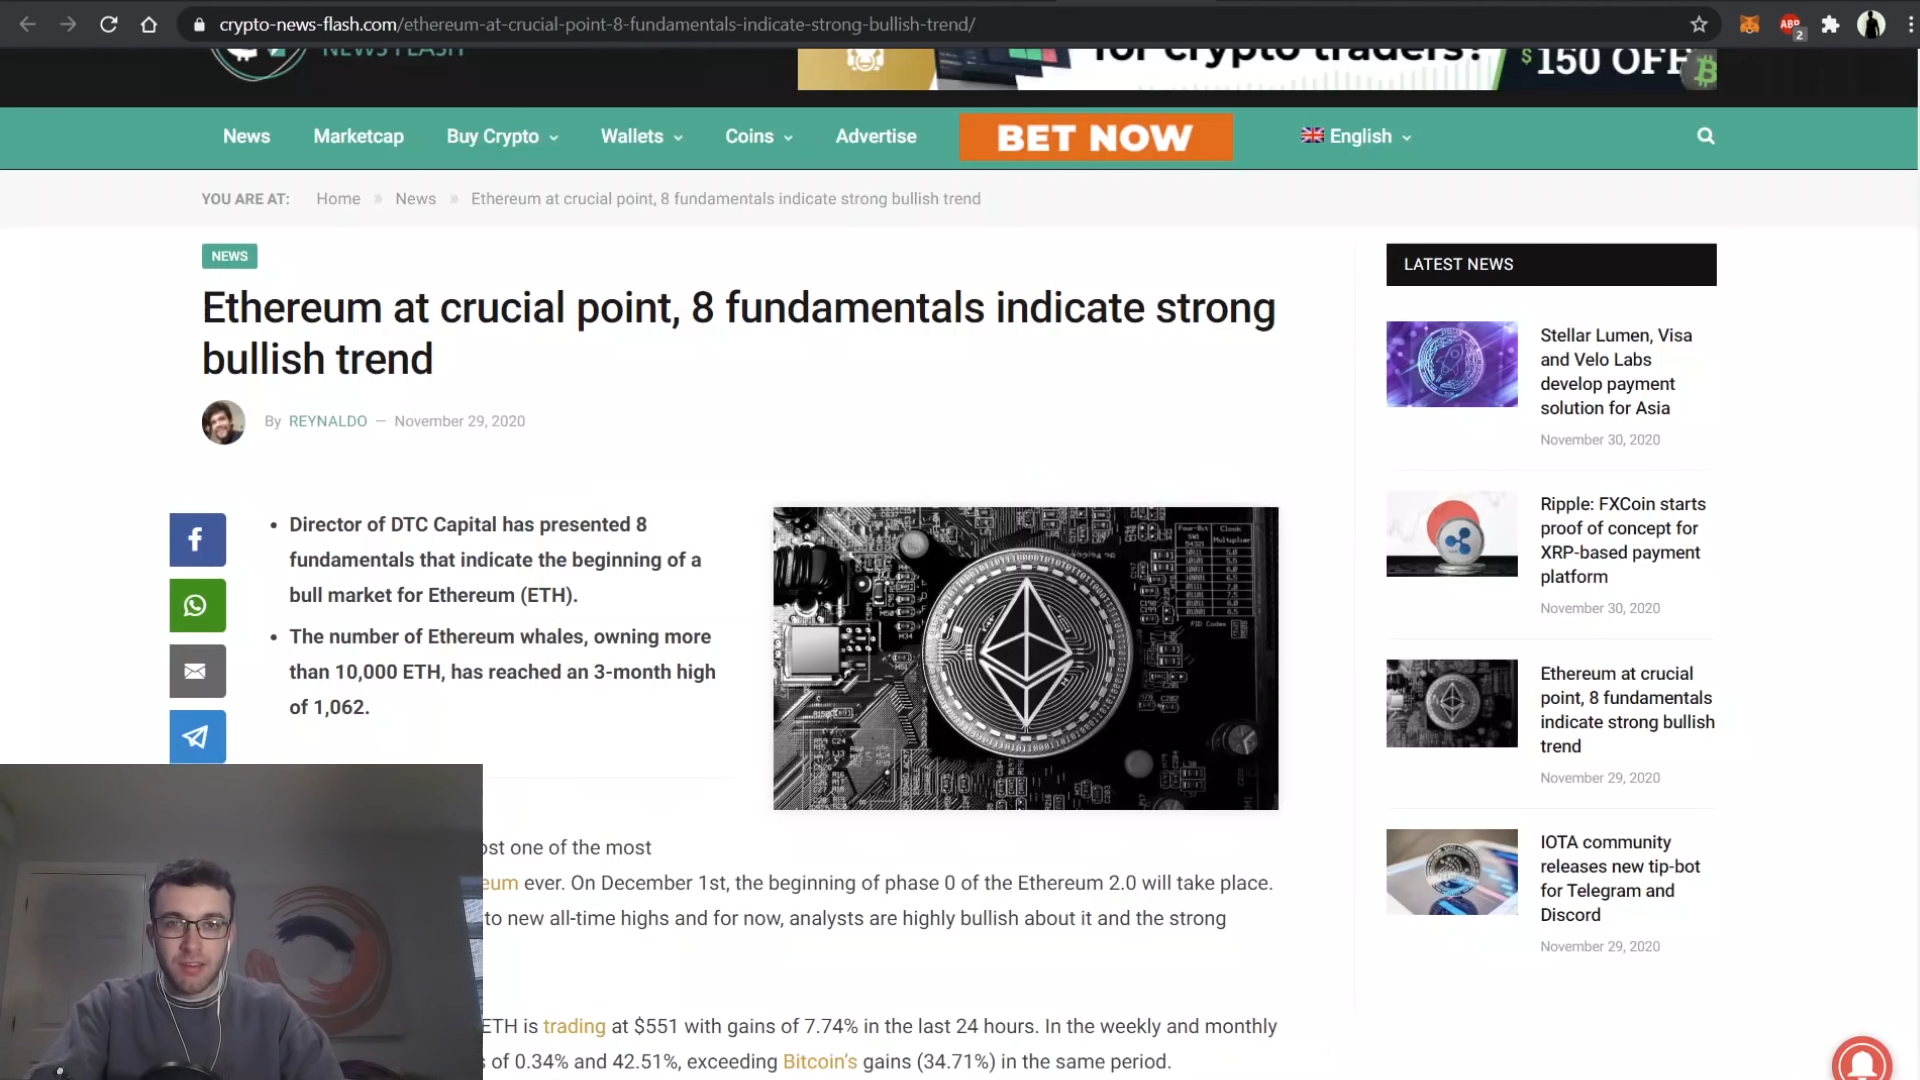 crypto-news-flash.com/ethereum-at-crucial-point-8-fundamentals-indicate-strong-bullish-trend/
ABP
2
NEWS FLASH
for crypto traders?
$150 OFF
News
Marketcap
Buy Crypto
Wallets
Coins
Advertise
BET NOW
English
YOU ARE AT:
Home » News » Ethereum at crucial point, 8 fundamentals indicate strong bullish trend
NEWS
Ethereum at crucial point, 8 fundamentals indicate strong
bullish trend
By REYNALDO — November 29, 2020
• Director of DTC Capital has presented 8
fundamentals that indicate the beginning of a
bull market for Ethereum (ETH).
• The number of Ethereum whales, owning more
than 10,000 ETH, has reached an 3-month high
of 1,062.
ost one of the most
eum ever. On December 1st, the beginning of phase 0 of the Ethereum 2.0 will take place.
to new all-time highs and for now, analysts are highly bullish about it and the strong
ETH is trading at $551 with gains of 7.74% in the last 24 hours. In the weekly and monthly
s of 0.34% and 42.51%, exceeding Bitcoin's gains (34.71%) in the same period.
LATEST NEWS
Stellar Lumen, Visa
and Velo Labs
develop payment
solution for Asia
November 30, 2020
Ripple: FXCoin starts
proof of concept for
XRP-based payment
platform
November 30, 2020
Ethereum at crucial
point, 8 fundamentals
indicate strong bullish
trend
November 29, 2020
IOTA community
releases new tip-bot
for Telegram and
Discord
November 29, 2020